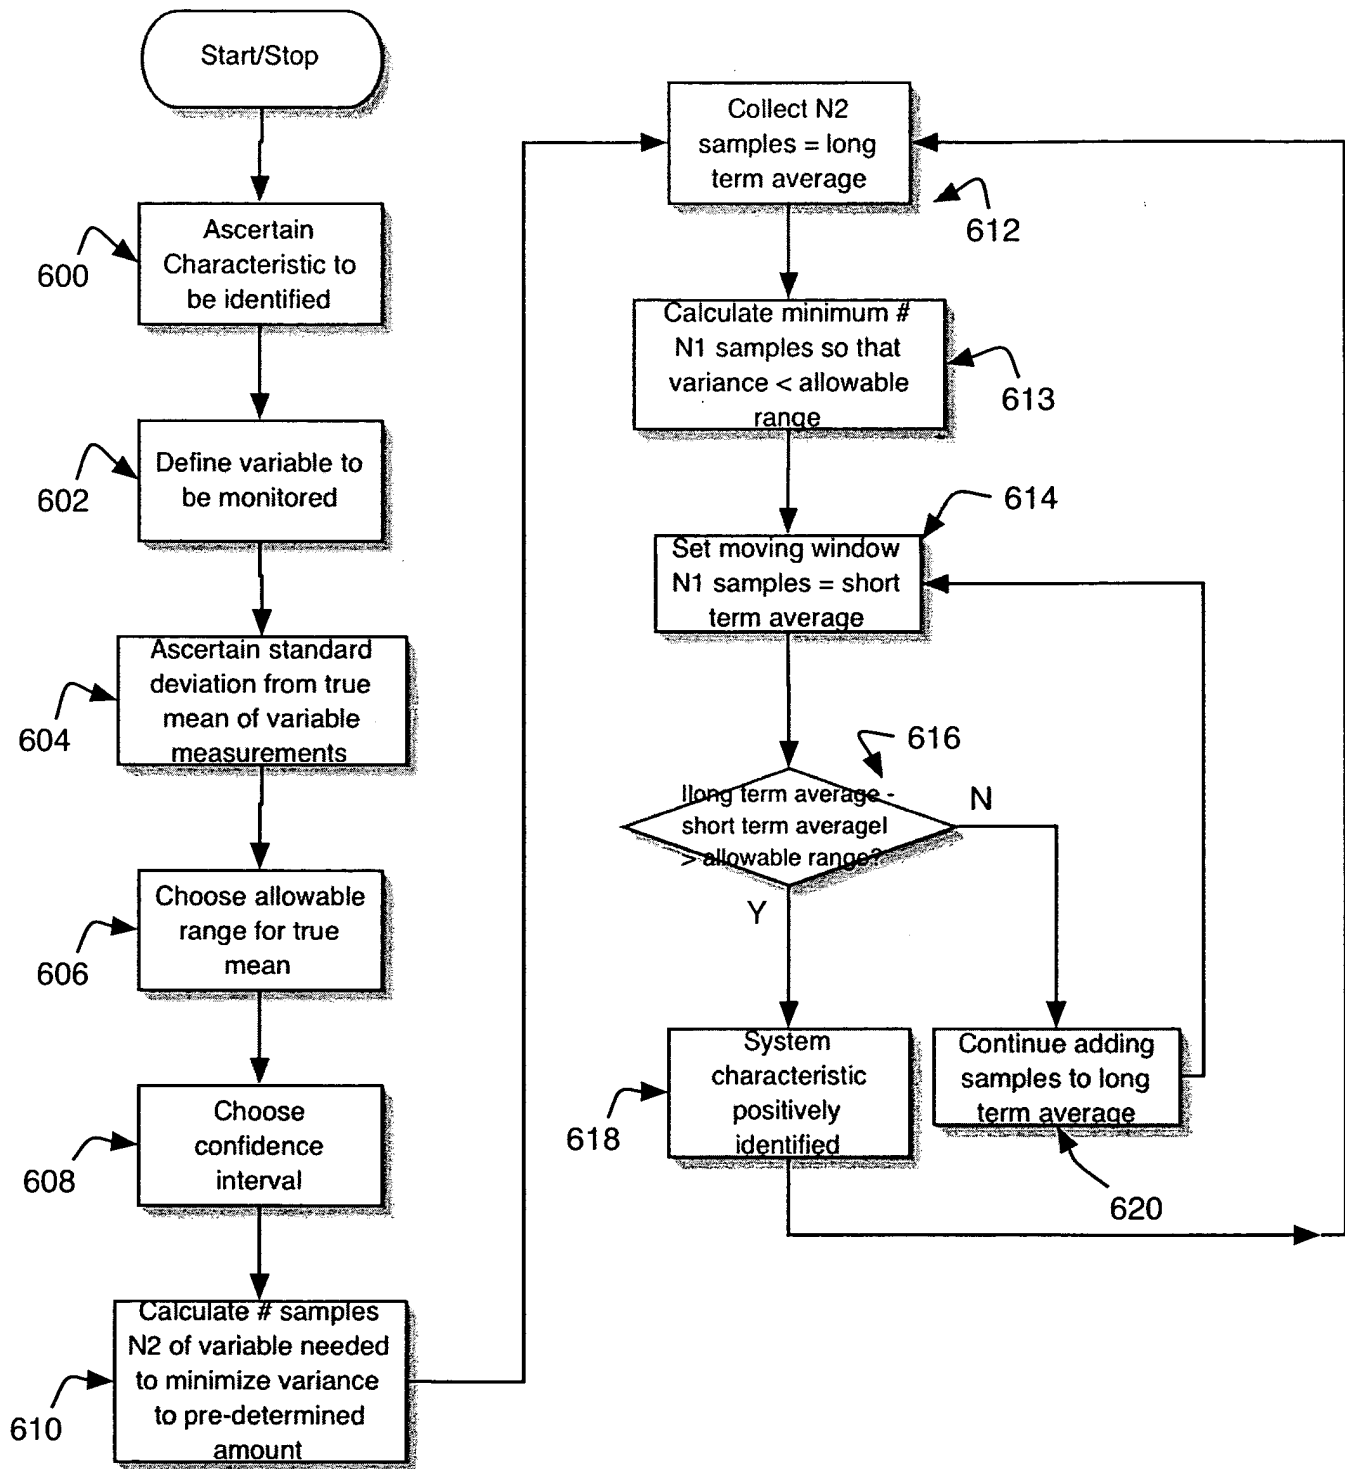 Start/Stop
600
Ascertain
Characteristic to
be identified
602
Define variable to
be monitored
604
Ascertain standard
deviation from true
mean of variable
measurements
606
Choose allowable
range for true
mean
608
Choose
confidence
interval
610
Calculate # samples
N2 of variable needed
to minimize variance
to pre-determined
amount
Collect N2
samples = long
term average
612
Calculate minimum #
N1 samples so that
variance < allowable
range
613
614
Set moving window
N1 samples = short
term average
616
|long term average -
short term average|
> allowable range?
N
Y
System
characteristic
positively
identified
618
Continue adding
samples to long
term average
620